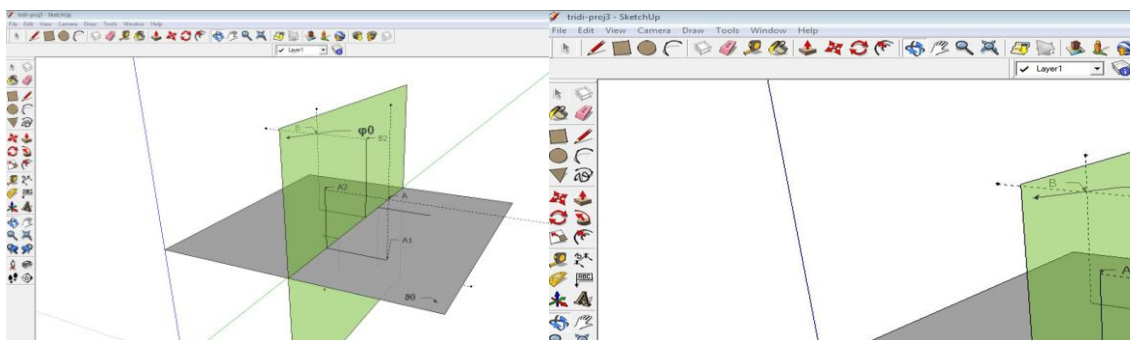 tridi-proj3 - SketchUp
File Edit View Camera Draw Tools Window Help
Layer1
B
φ0
B2
A2
A
A1
tridi-proj3 - SketchUp
File Edit View Camera Draw Tools Window Help
Layer1
ABC
B
A